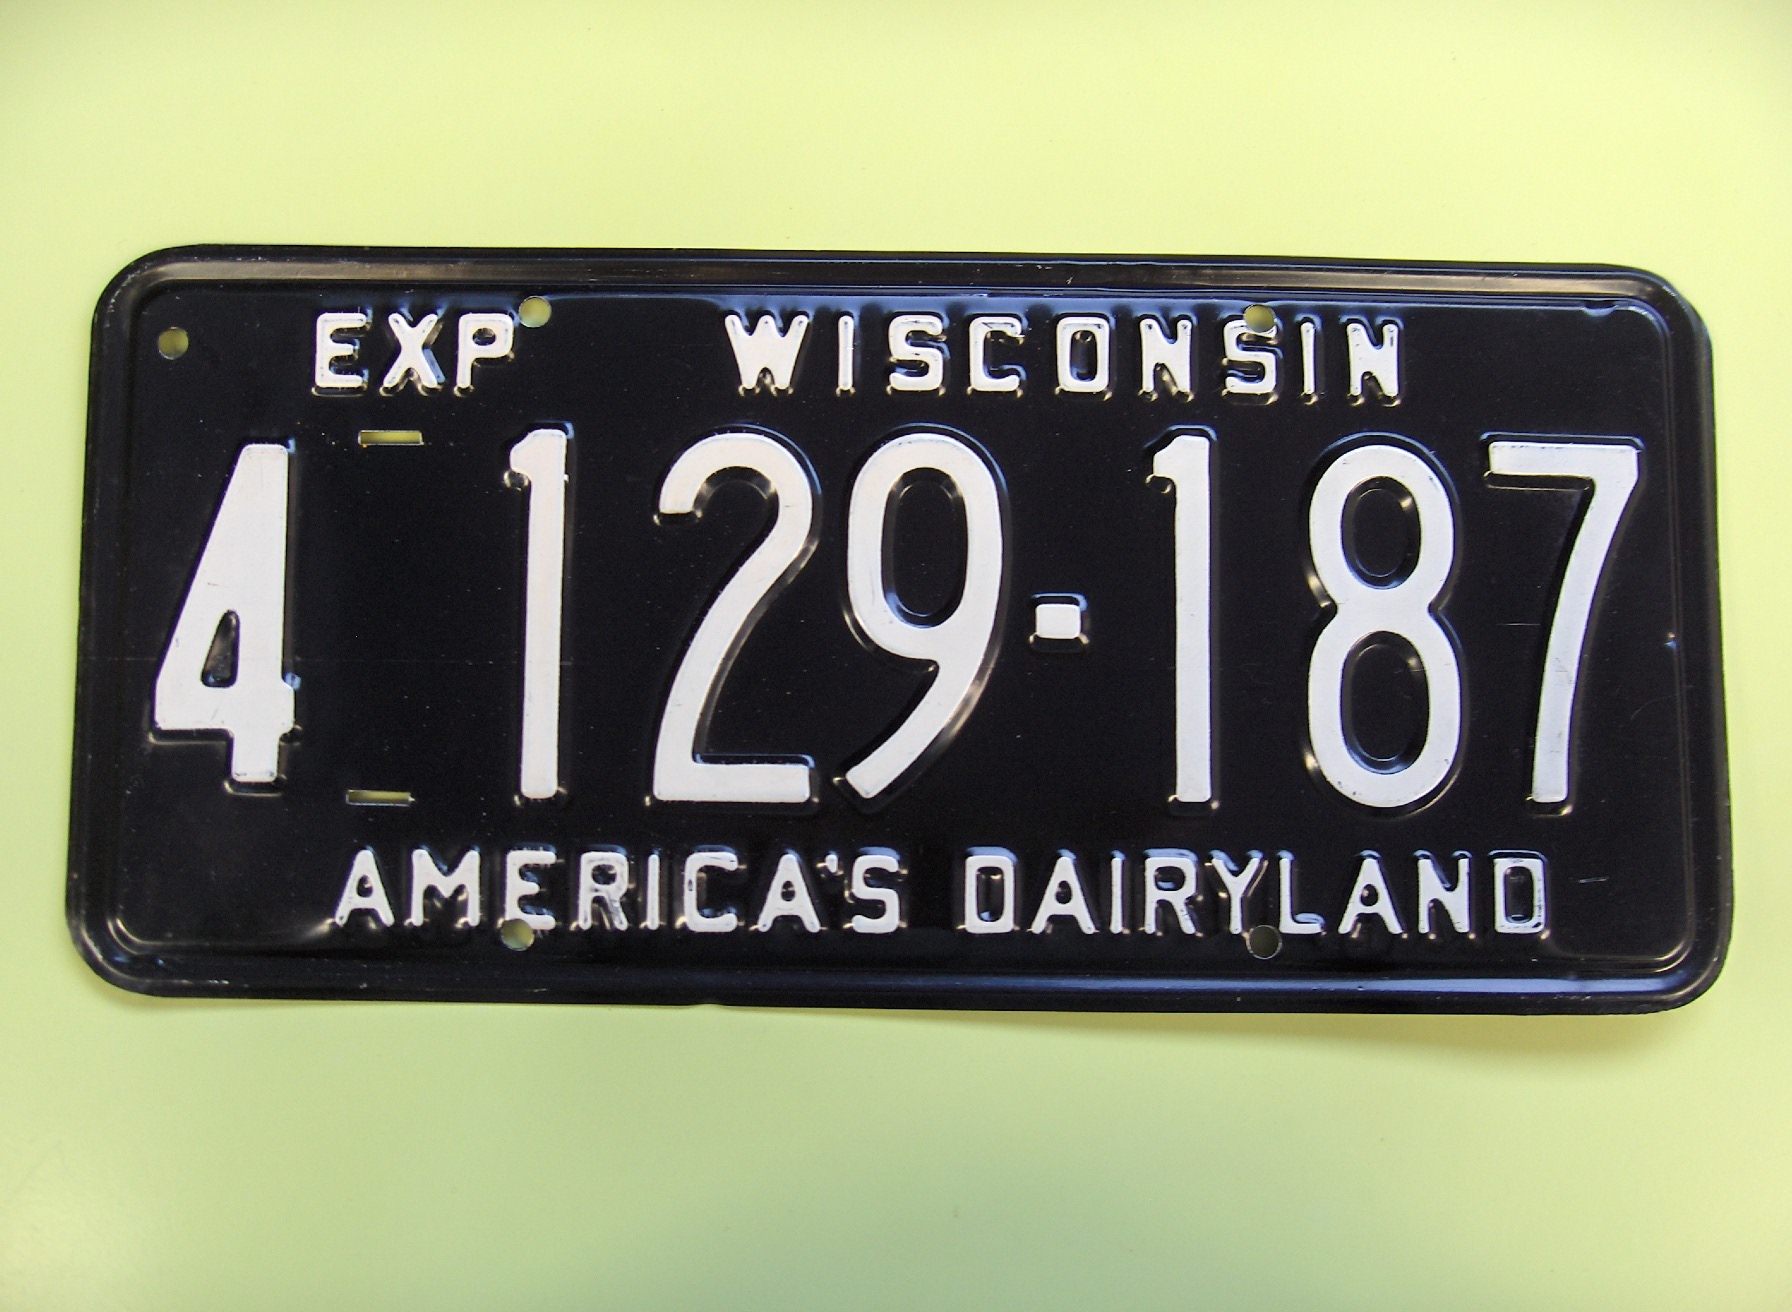 EXP WISCONSIN
4 129-187
AMERICA'S DAIRYLAND